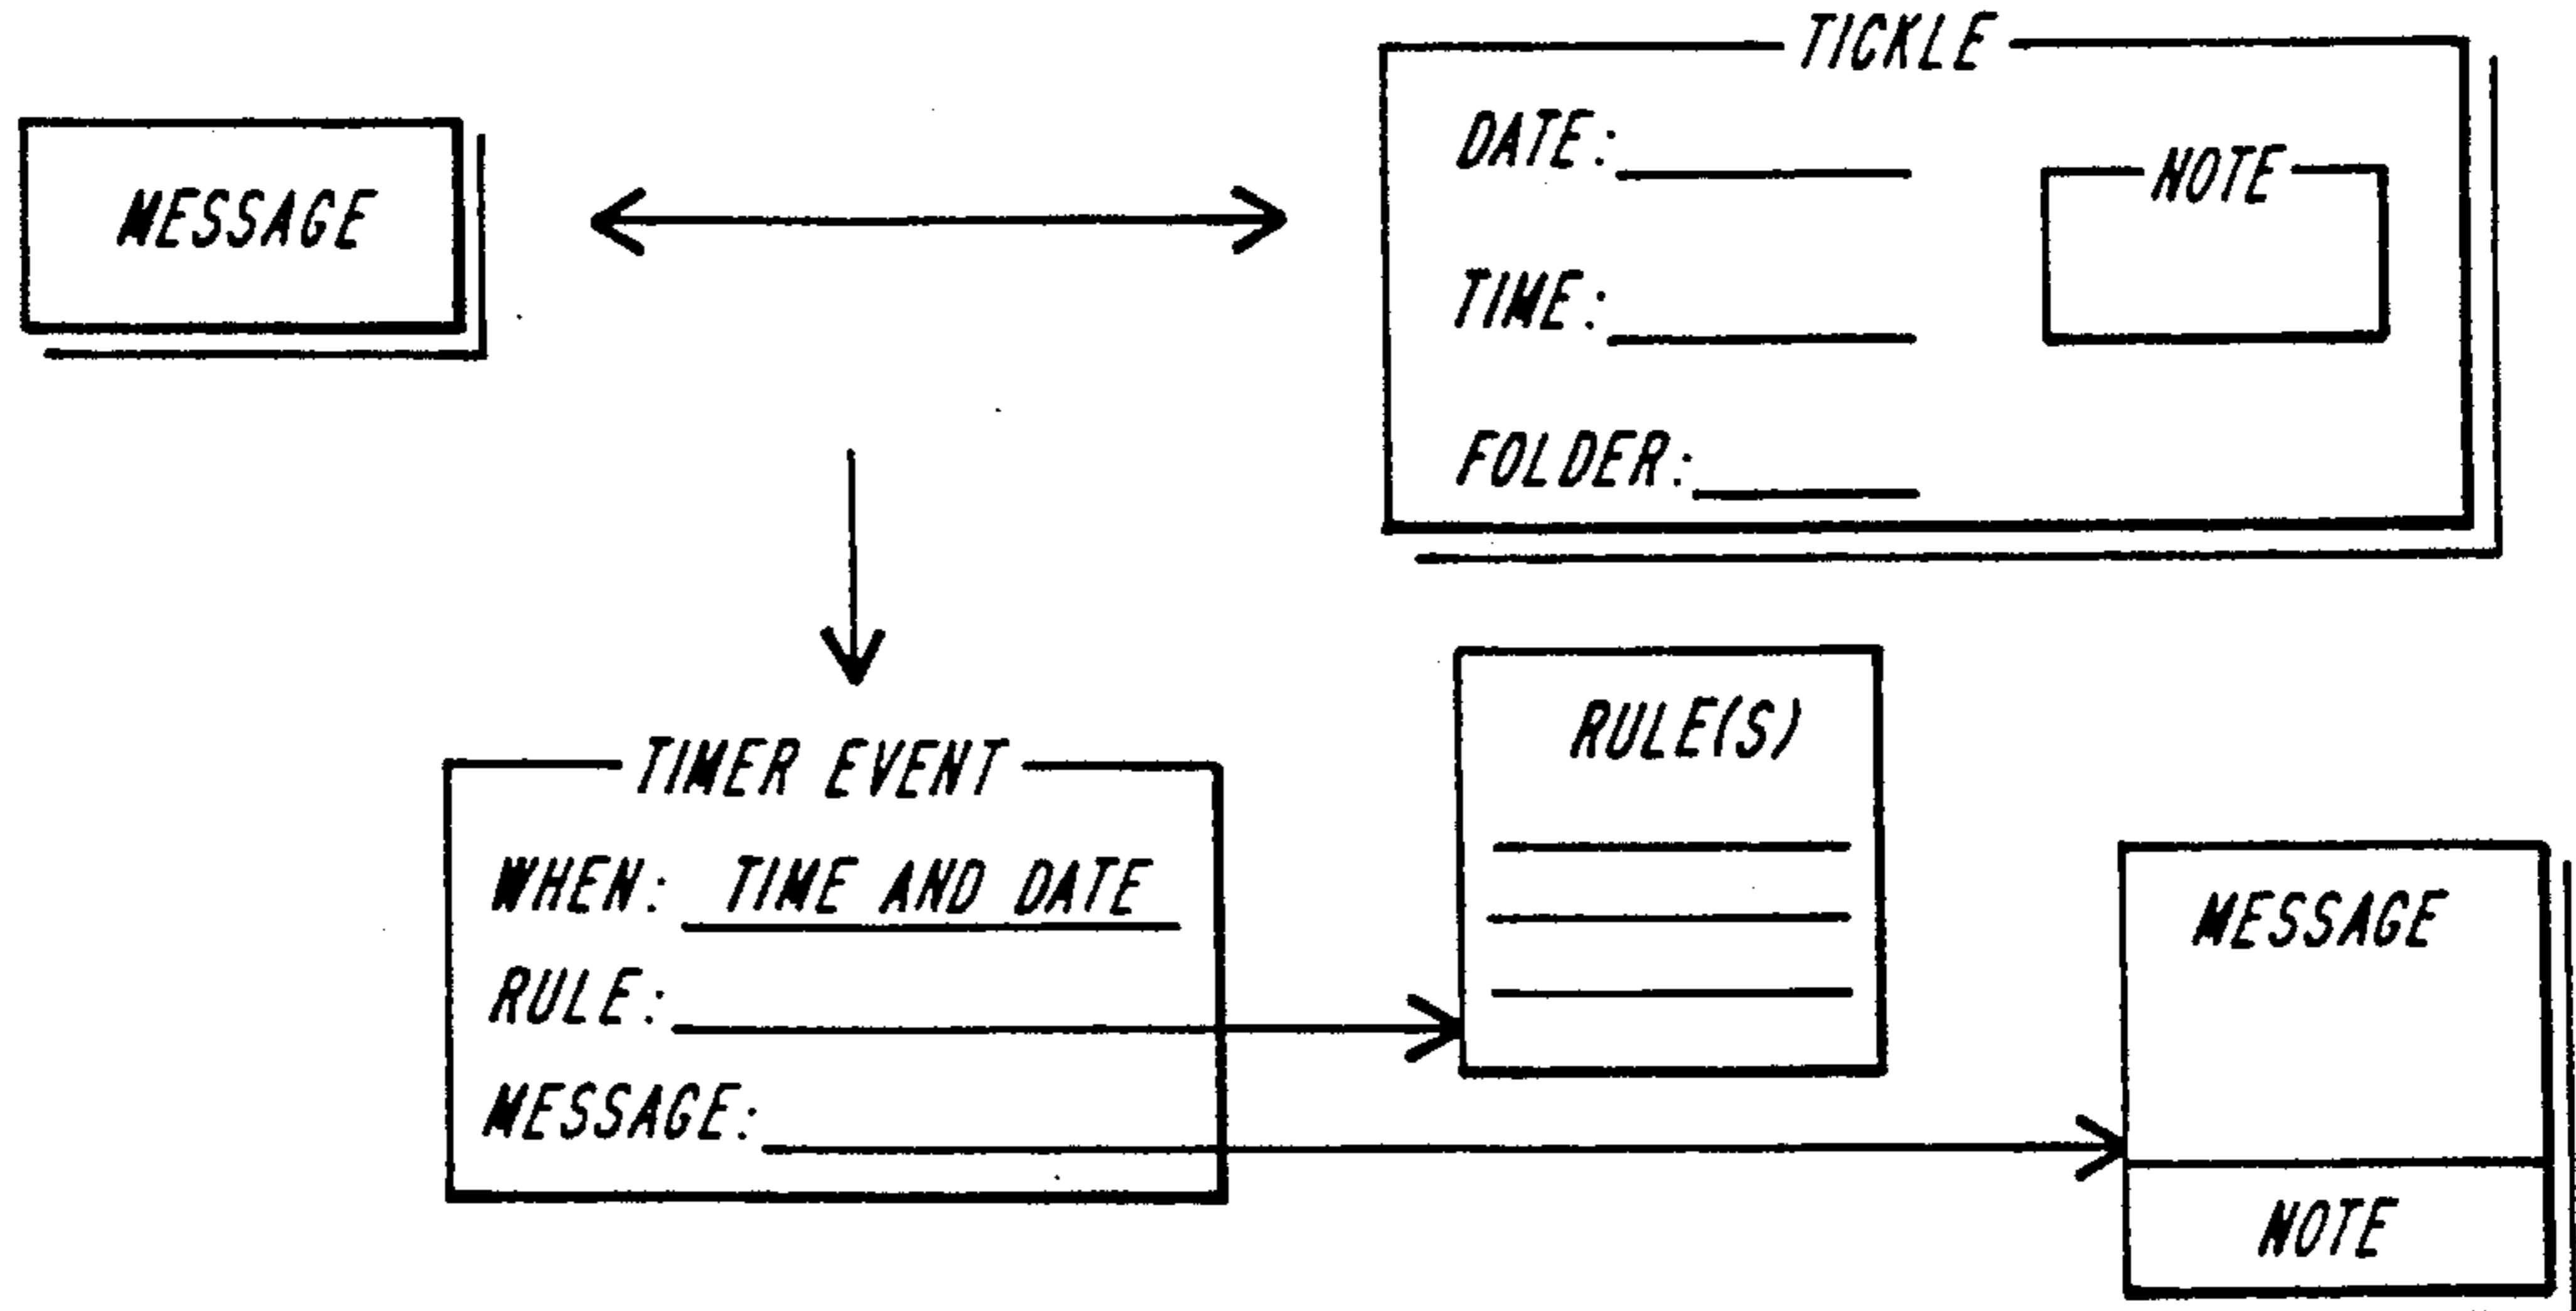 TICKLE
MESSAGE
DATE:
NOTE
TIME:
FOLDER:
TIMER EVENT
WHEN: TIME AND DATE
RULE:
MESSAGE:
RULE(S)
MESSAGE
NOTE